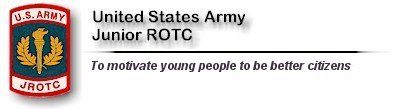 U.S. ARMY
JROTC
United States Army
Junior ROTC
To motivate young people to be better citizens